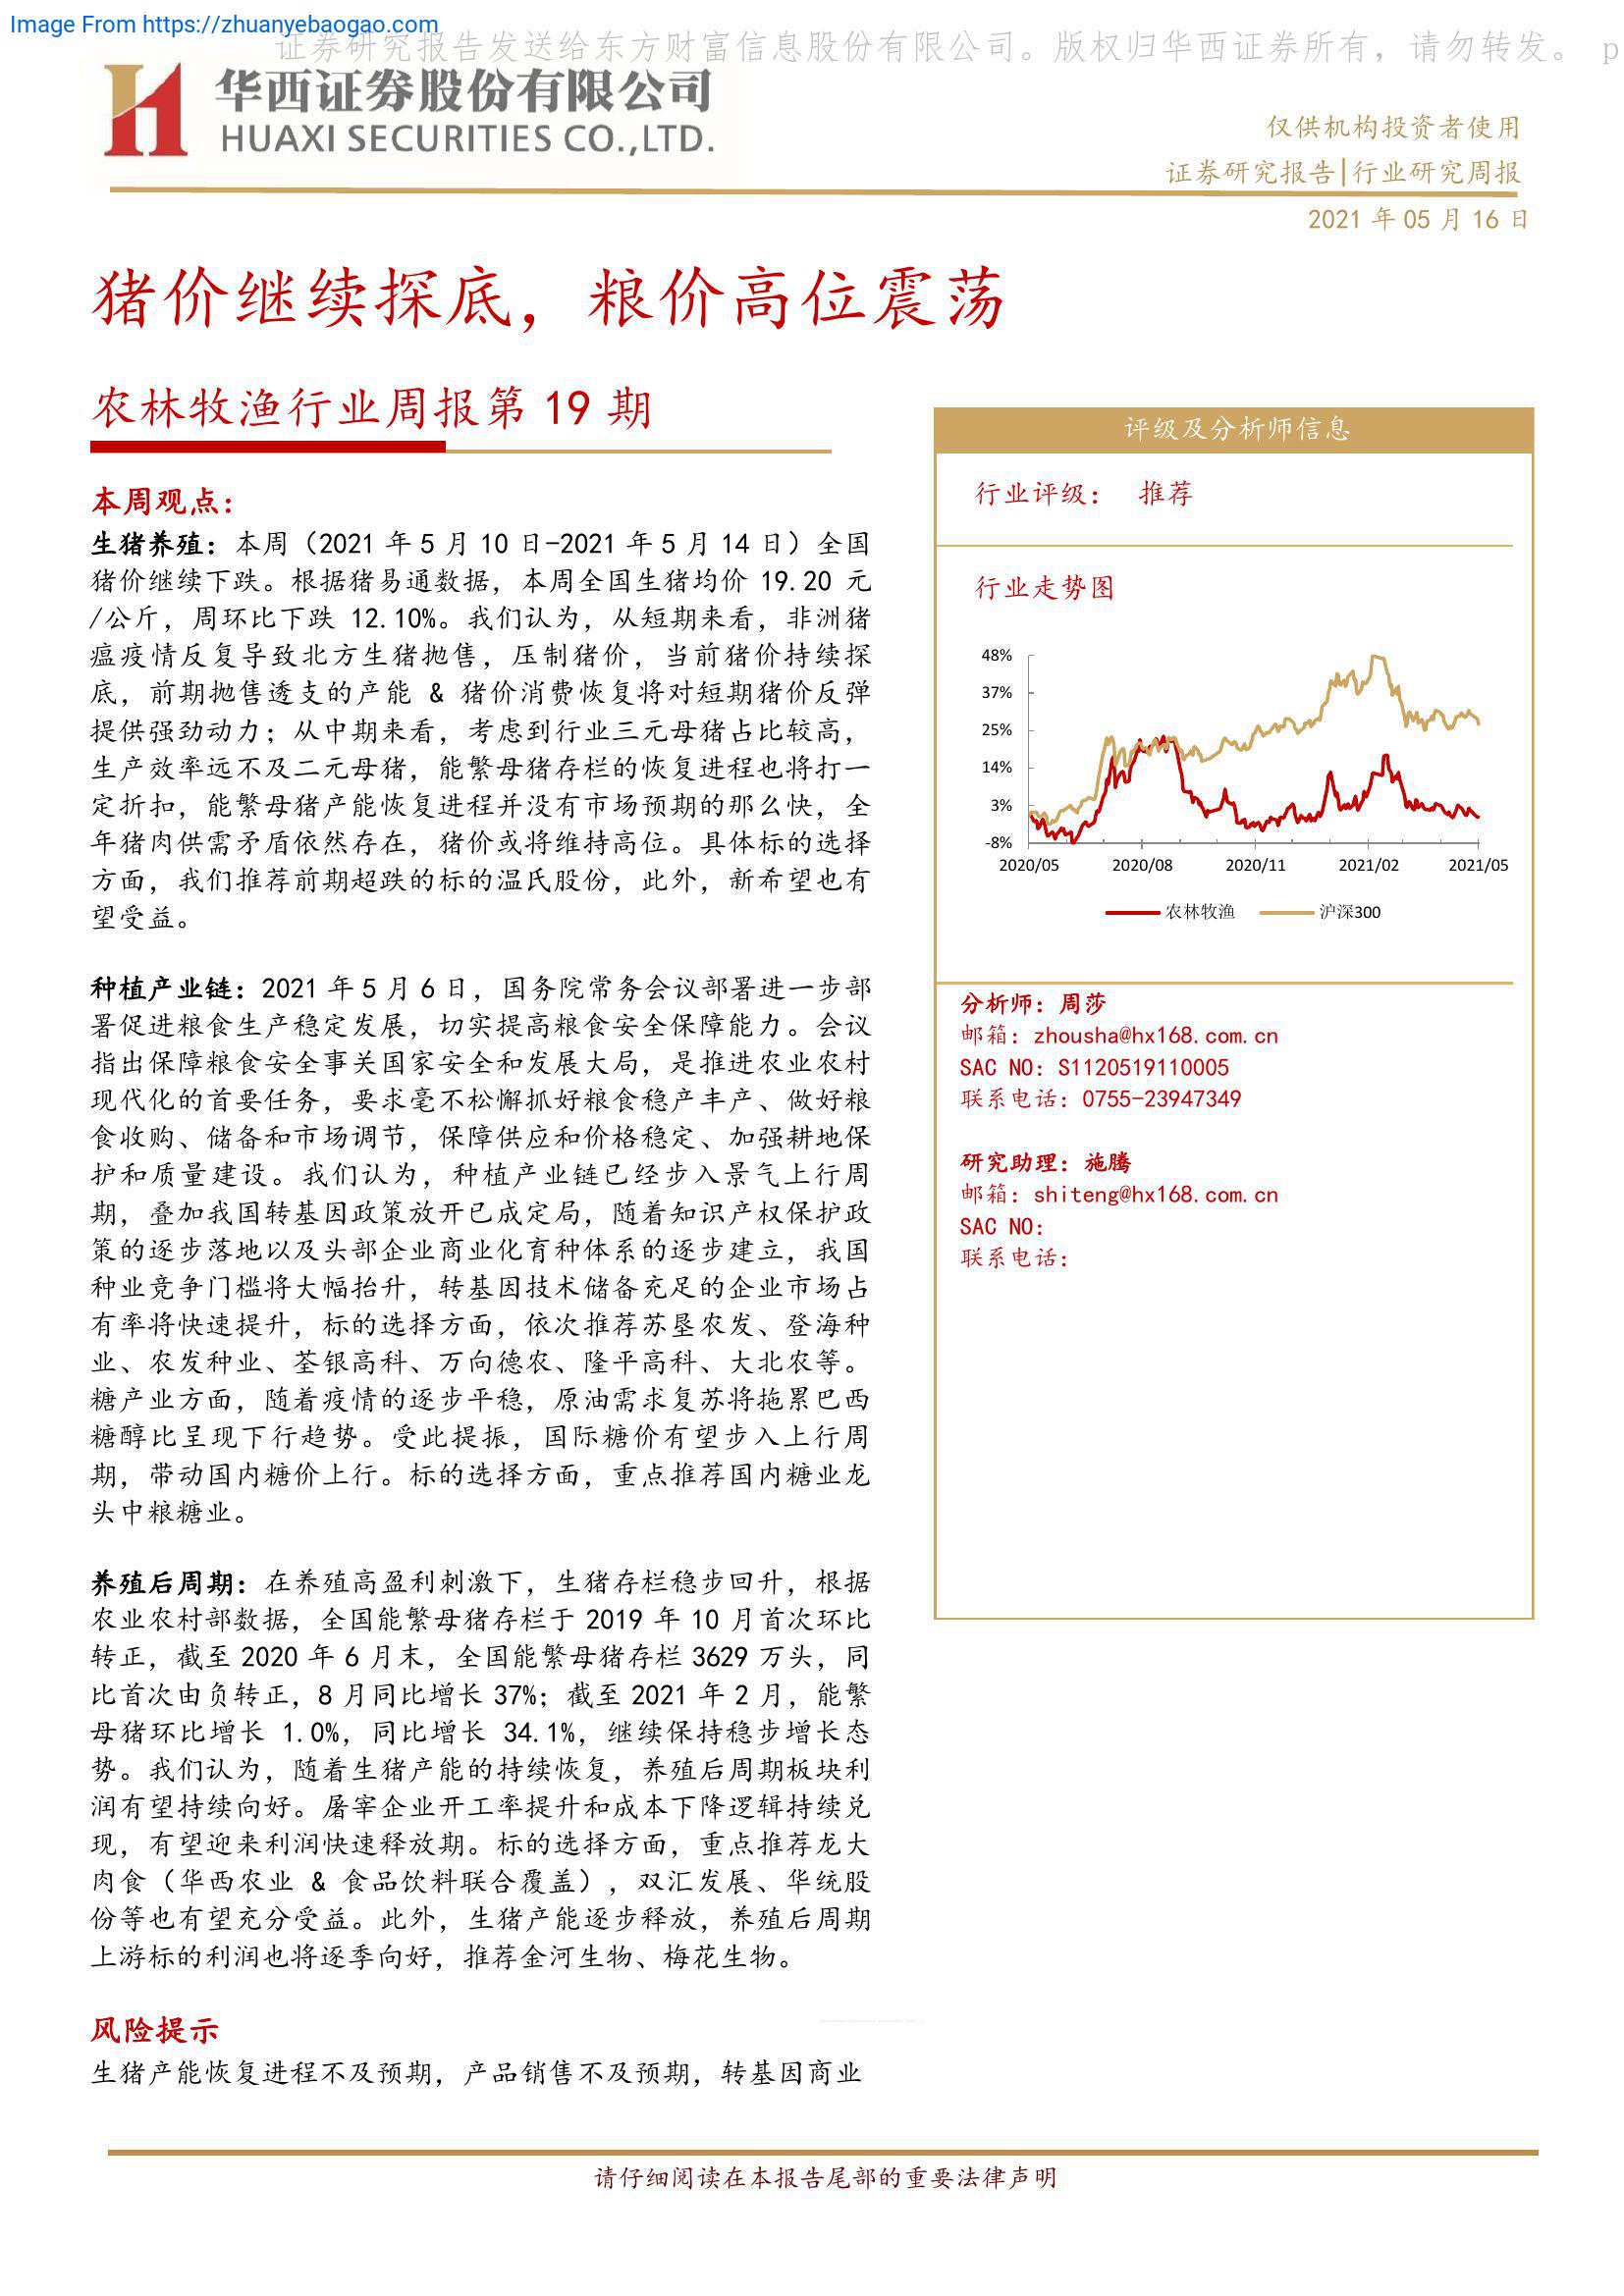 Image From https://zhuanyebaogao.com
证券研究报告发送给东方财富信息股份有限公司。版权归华西证券所有，请勿转发。 p
华西证券股份有限公司
HUAXI SECURITIES CO.,LTD.
仅供机构投资者使用
证券研究报告|行业研究周报
2021 年 05 月 16 日
猪价继续探底，粮价高位震荡
农林牧渔行业周报第 19 期
本周观点：
生猪养殖：本周（2021 年 5 月 10 日-2021 年 5 月 14 日）全国
猪价继续下跌。根据猪易通数据，本周全国生猪均价 19.20 元
/公斤，周环比下跌 12.10%。我们认为，从短期来看，非洲猪
瘟疫情反复导致北方生猪抛售，压制猪价，当前猪价持续探
底，前期抛售透支的产能 & 猪价消费恢复将对短期猪价反弹
提供强劲动力；从中期来看，考虑到行业三元母猪占比较高，
生产效率远不及二元母猪，能繁母猪存栏的恢复进程也将打一
定折扣，能繁母猪产能恢复进程并没有市场预期的那么快，全
年猪肉供需矛盾依然存在，猪价或将维持高位。具体标的选择
方面，我们推荐前期超跌的标的温氏股份，此外，新希望也有
望受益。
种植产业链：2021 年 5 月 6 日，国务院常务会议部署进一步部
署促进粮食生产稳定发展，切实提高粮食安全保障能力。会议
指出保障粮食安全事关国家安全和发展大局，是推进农业农村
现代化的首要任务，要求毫不松懈抓好粮食稳产丰产、做好粮
食收购、储备和市场调节，保障供应和价格稳定、加强耕地保
护和质量建设。我们认为，种植产业链已经步入景气上行周
期，叠加我国转基因政策放开已成定局，随着知识产权保护政
策的逐步落地以及头部企业商业化育种体系的逐步建立，我国
种业竞争门槛将大幅抬升，转基因技术储备充足的企业市场占
有率将快速提升，标的选择方面，依次推荐苏垦农发、登海种
业、农发种业、荃银高科、万向德农、隆平高科、大北农等。
糖产业方面，随着疫情的逐步平稳，原油需求复苏将拖累巴西
糖醇比呈现下行趋势。受此提振，国际糖价有望步入上行周
期，带动国内糖价上行。标的选择方面，重点推荐国内糖业龙
头中粮糖业。
养殖后周期：在养殖高盈利刺激下，生猪存栏稳步回升，根据
农业农村部数据，全国能繁母猪存栏于 2019 年 10 月首次环比
转正，截至 2020 年 6 月末，全国能繁母猪存栏 3629 万头，同
比首次由负转正，8 月同比增长 37%；截至 2021 年 2 月，能繁
母猪环比增长 1.0%，同比增长 34.1%，继续保持稳步增长态
势。我们认为，随着生猪产能的持续恢复，养殖后周期板块利
润有望持续向好。屠宰企业开工率提升和成本下降逻辑持续兑
现，有望迎来利润快速释放期。标的选择方面，重点推荐龙大
肉食（华西农业 & 食品饮料联合覆盖），双汇发展、华统股
份等也有望充分受益。此外，生猪产能逐步释放，养殖后周期
上游标的利润也将逐季向好，推荐金河生物、梅花生物。
风险提示
生猪产能恢复进程不及预期，产品销售不及预期，转基因商业
评级及分析师信息
行业评级： 推荐
行业走势图
48%
37%
25%
14%
3%
-8%
2020/05 2020/08 2020/11 2021/02 2021/05
农林牧渔 沪深300
分析师：周莎
邮箱：zhousha@hx168.com.cn
SAC NO：S1120519110005
联系电话：0755-23947349
研究助理：施腾
邮箱：shiteng@hx168.com.cn
SAC NO：
联系电话：
请仔细阅读在本报告尾部的重要法律声明